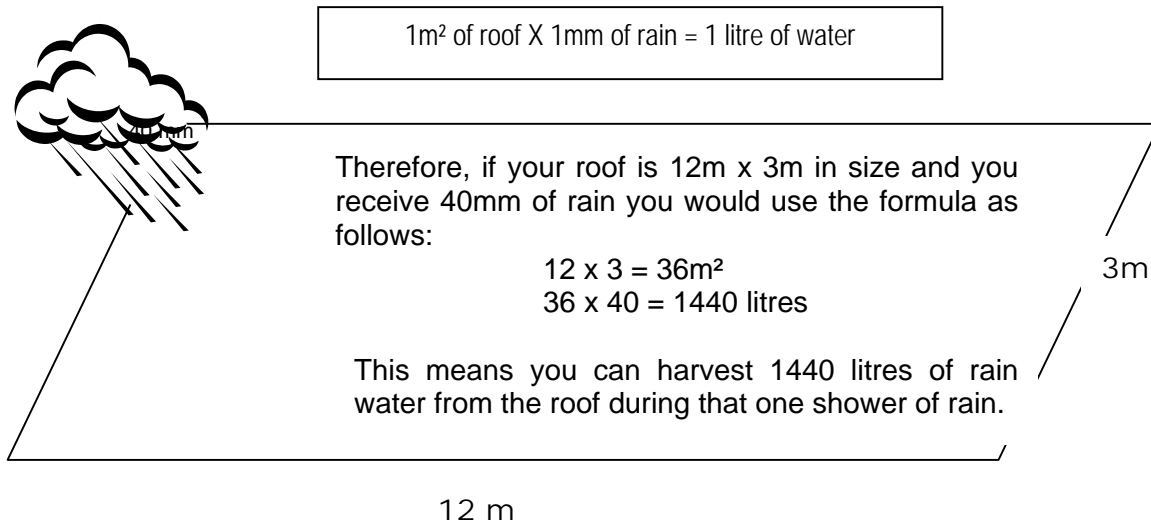 1m² of roof X 1mm of rain = 1 litre of water
40 mm
Therefore, if your roof is 12m x 3m in size and you
receive 40mm of rain you would use the formula as
follows:
12 x 3 = 36m²
36 x 40 = 1440 litres
3m
This means you can harvest 1440 litres of rain
water from the roof during that one shower of rain.
12 m